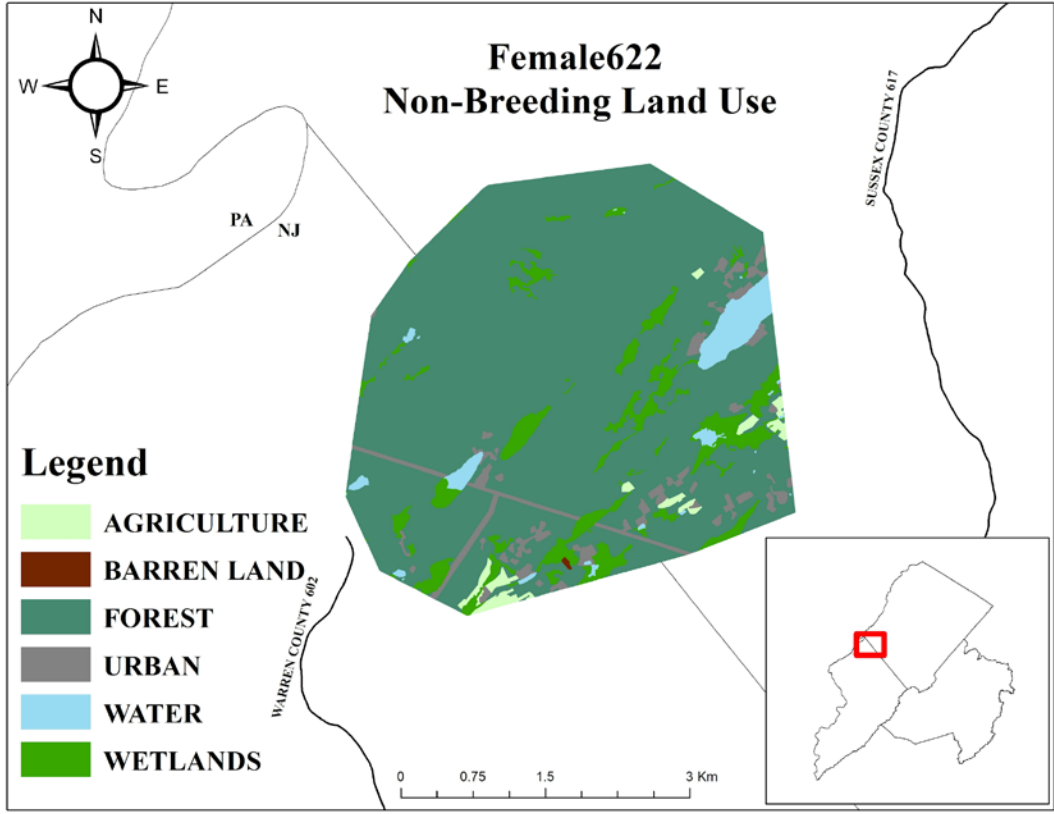 Female622
Non-Breeding Land Use
N
W
E
S
PA
NJ
SUSSEX COUNTY 617
WARREN COUNTY 602
Legend
AGRICULTURE
BARREN LAND
FOREST
URBAN
WATER
WETLANDS
0 0.75 1.5 3 Km